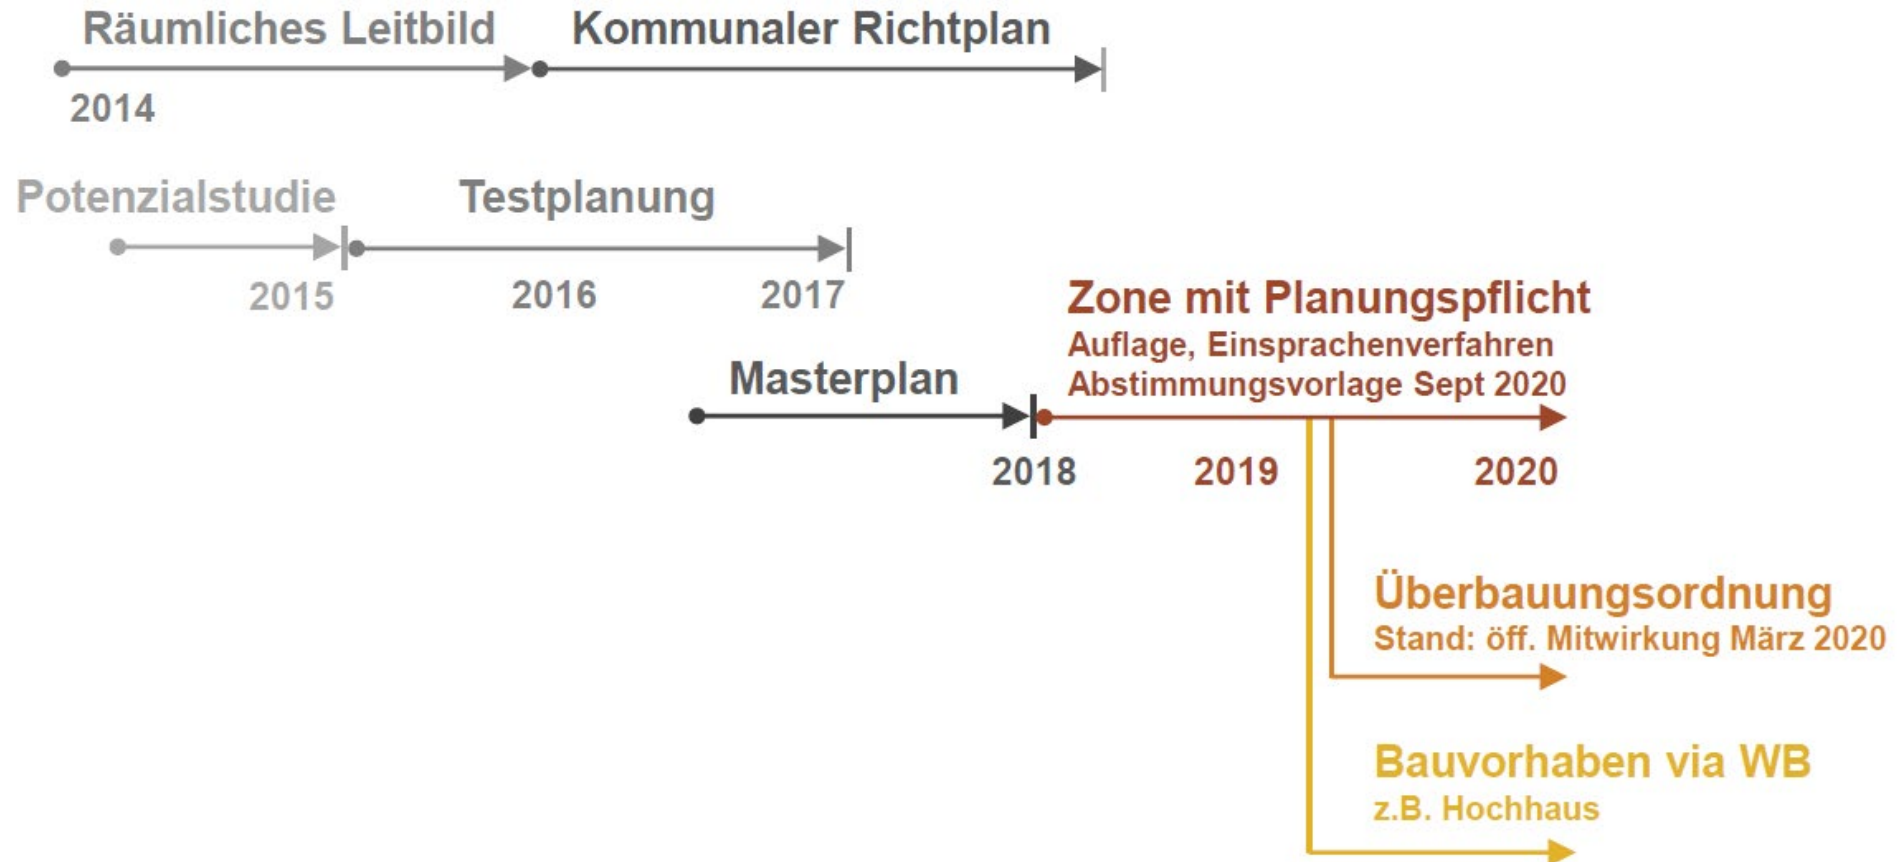 Räumliches Leitbild
Kommunaler Richtplan
2014
Potenzialstudie
Testplanung
2015
2016
2017
Zone mit Planungspflicht
Auflage, Einsprachenverfahren
Abstimmungsvorlage Sept 2020
Masterplan
2018
2019
2020
Überbauungsordnung
Stand: öff. Mitwirkung März 2020
Bauvorhaben via WB
z.B. Hochhaus